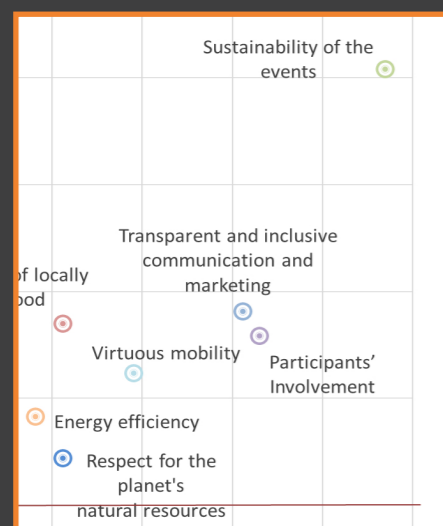 Sustainability of the
events
Transparent and inclusive
communication and
marketing
of locally
Virtuous mobility
Participants’
Involvement
Energy efficiency
Respect for the
planet's
natural resources